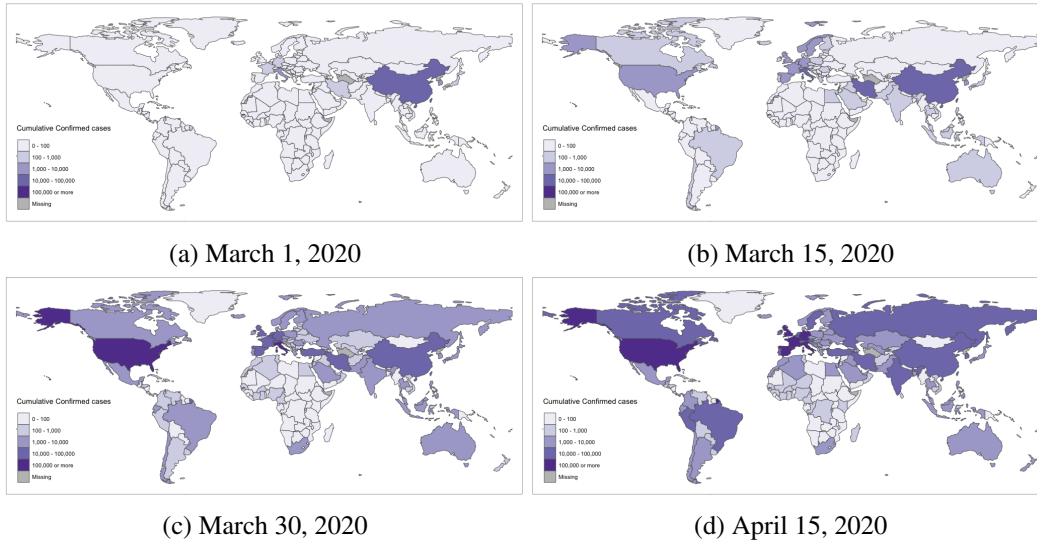 Cumulative Confirmed cases
0 - 100
100 - 1,000
1,000 - 10,000
10,000 - 100,000
100,000 or more
Missing
(a) March 1, 2020
Cumulative Confirmed cases
0 - 100
100 - 1,000
1,000 - 10,000
10,000 - 100,000
100,000 or more
Missing
(b) March 15, 2020
Cumulative Confirmed cases
0 - 100
100 - 1,000
1,000 - 10,000
10,000 - 100,000
100,000 or more
Missing
(c) March 30, 2020
Cumulative Confirmed cases
0 - 100
100 - 1,000
1,000 - 10,000
10,000 - 100,000
100,000 or more
Missing
(d) April 15, 2020